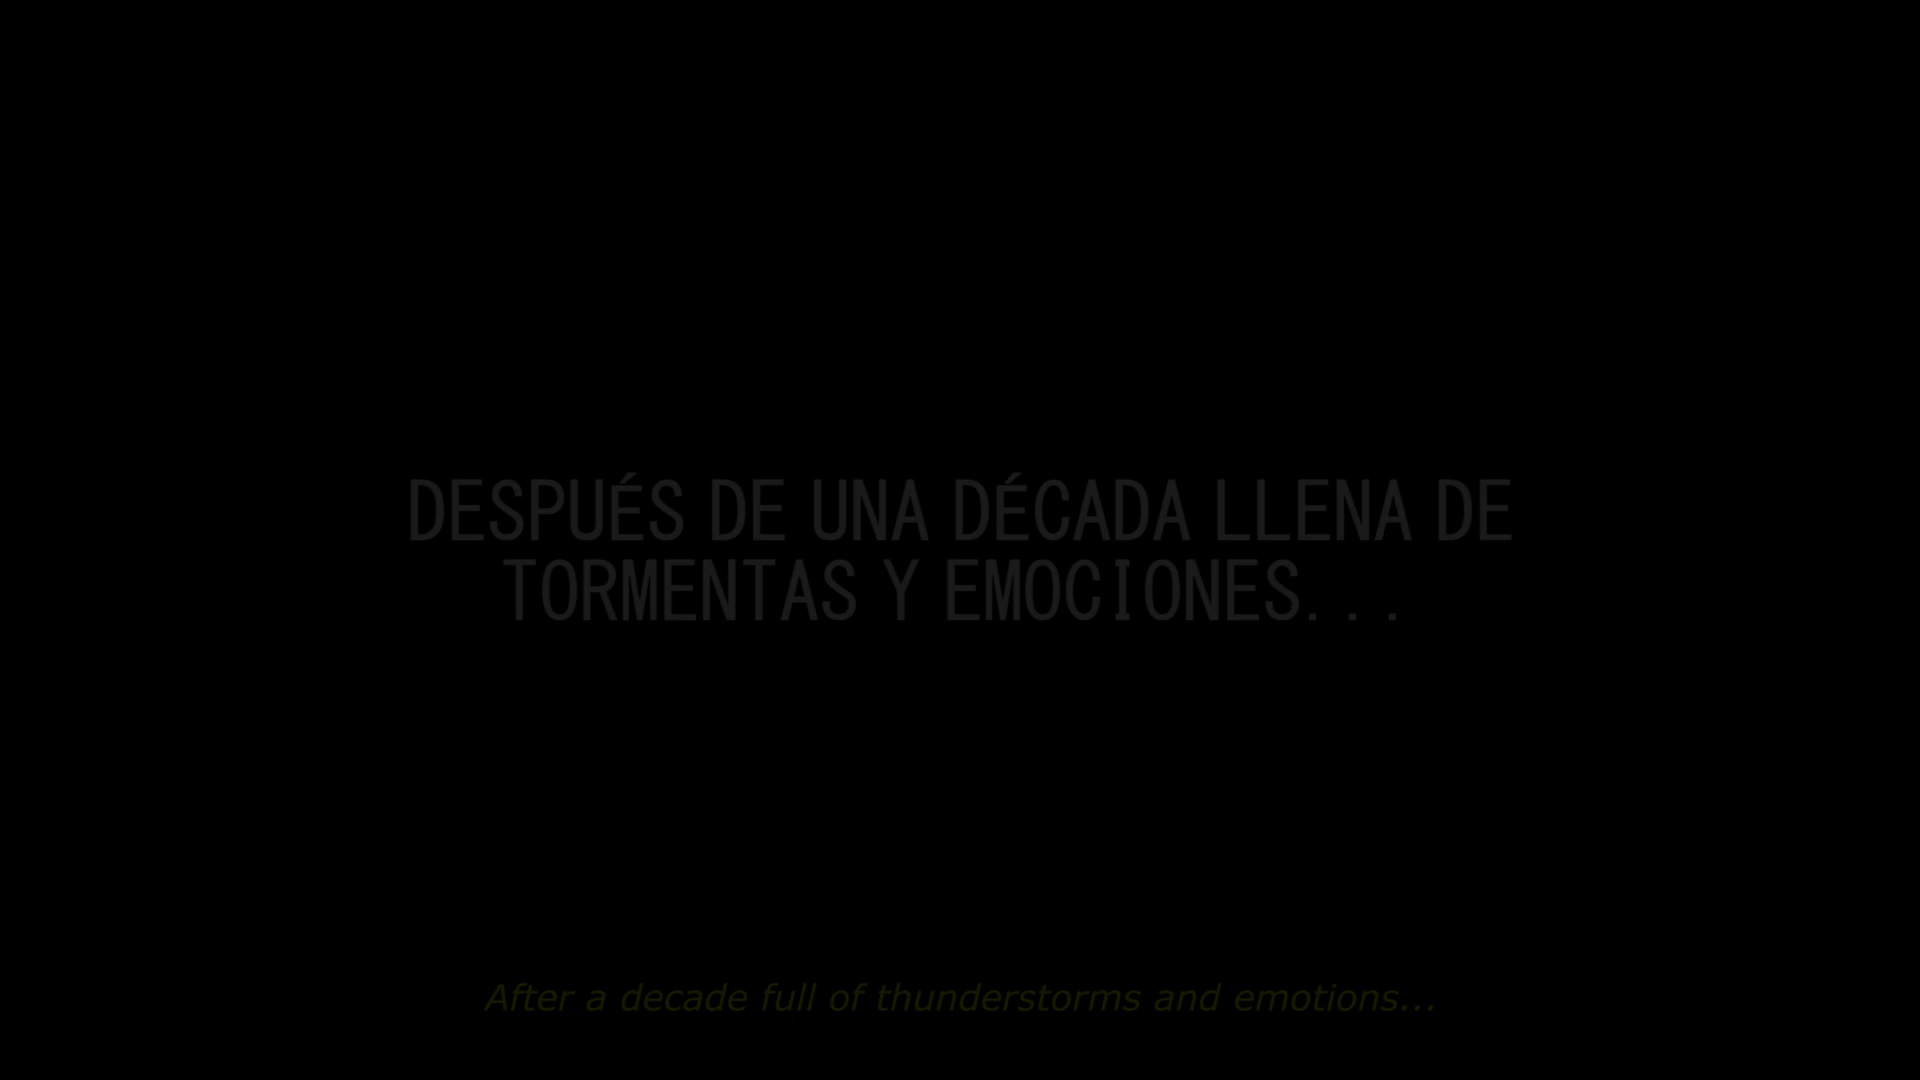 DESPUÉS DE UNA DÉCADA LLENA DE
TORMENTAS Y EMOCIONES...
After a decade full of thunderstorms and emotions...